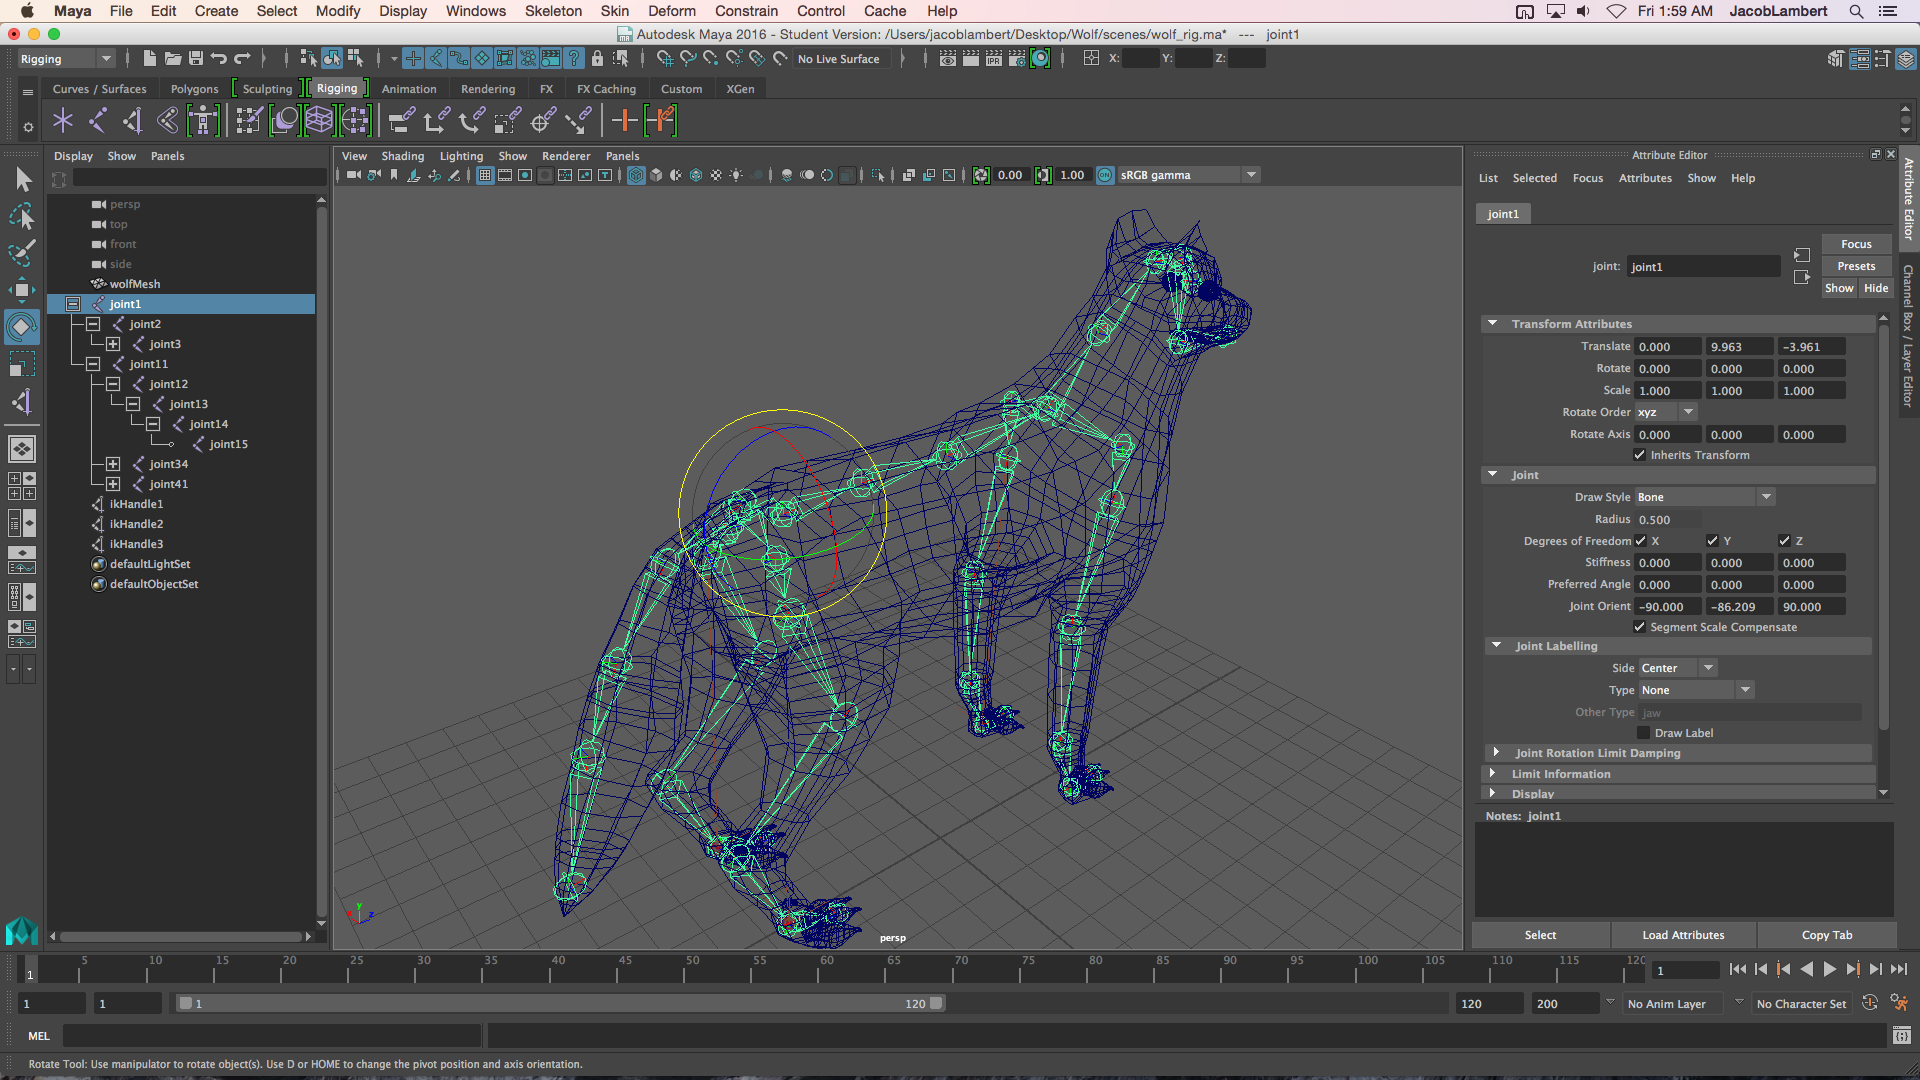 Maya File Edit Create Select Modify Display Windows Skeleton Skin Deform Constrain Control Cache Help Fri 1:59 AM JacobLambert
Autodesk Maya 2016 - Student Version: /Users/jacoblambert/Desktop/Wolf/scenes/wolf_rig.ma* --- joint1
Rigging No Live Surface X: Y: Z:
Curves / Surfaces Polygons Sculpting Rigging Animation Rendering FX FX Caching Custom XGen
Display Show Panels
View Shading Lighting Show Renderer Panels
0.00 1.00 sRGB gamma
persp
top
front
side
wolfMesh
joint1
joint2
joint3
joint11
joint12
joint13
joint14
joint15
joint34
joint41
ikHandle1
ikHandle2
ikHandle3
defaultLightSet
defaultObjectSet
y
z
persp
Attribute Editor
List Selected Focus Attributes Show Help
joint1
Focus
joint: joint1
Presets
Show Hide
Transform Attributes
Translate 0.000 9.963 -3.961
Rotate 0.000 0.000 0.000
Scale 1.000 1.000 1.000
Rotate Order xyz
Rotate Axis 0.000 0.000 0.000
Inherits Transform
Joint
Draw Style Bone
Radius 0.500
Degrees of Freedom X Y Z
Stiffness 0.000 0.000 0.000
Preferred Angle 0.000 0.000 0.000
Joint Orient -90.000 -86.209 90.000
Segment Scale Compensate
Joint Labelling
Side Center
Type None
Other Type jaw
Draw Label
Joint Rotation Limit Damping
Limit Information
Display
Notes: joint1
Select Load Attributes Copy Tab
Attribute Editor
Channel Box / Layer Editor
1 5 10 15 20 25 30 35 40 45 50 55 60 65 70 75 80 85 90 95 100 105 110 115 120 1
1 1 1 120 120 200 No Anim Layer No Character Set
MEL
Rotate Tool: Use manipulator to rotate object(s). Use D or HOME to change the pivot position and axis orientation.